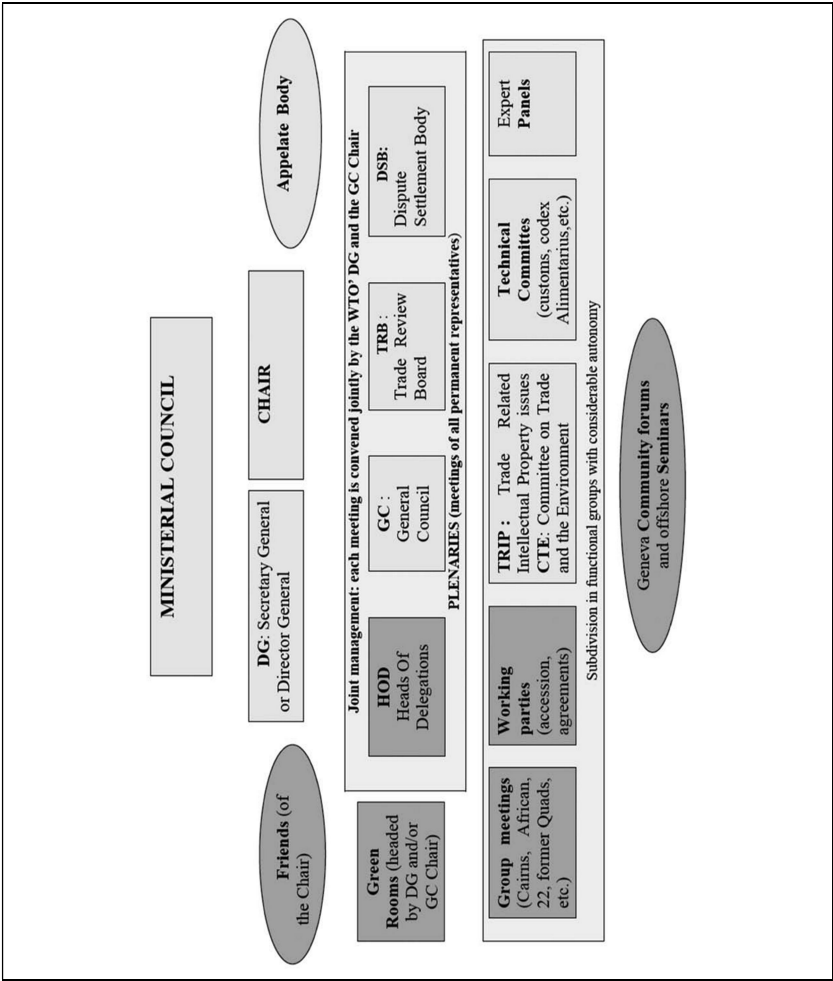 MINISTERIAL COUNCIL
Friends (of
the Chair)
DG: Secretary General
or Director General
CHAIR
Appelate Body
Green
Rooms (headed
by DG and/or
GC Chair)
Joint management: each meeting is convened jointly by the WTO' DG and the GC Chair
HOD
Heads Of
Delegations
GC :
General
Council
TRB :
Trade Review
Board
DSB:
Dispute
Settlement Body
PLENARIES (meetings of all permanent representatives)
Group meetings
(Cairns, African,
22, former Quads,
etc.)
Working
parties
(accession,
agreements)
TRIP : Trade Related
Intellectual Property issues
CTE: Committee on Trade
and the Environment
Technical
Committes
(customs, codex
Alimentarius,etc.)
Expert
Panels
Subdivision in functional groups with considerable autonomy
Geneva Community forums
and offshore Seminars